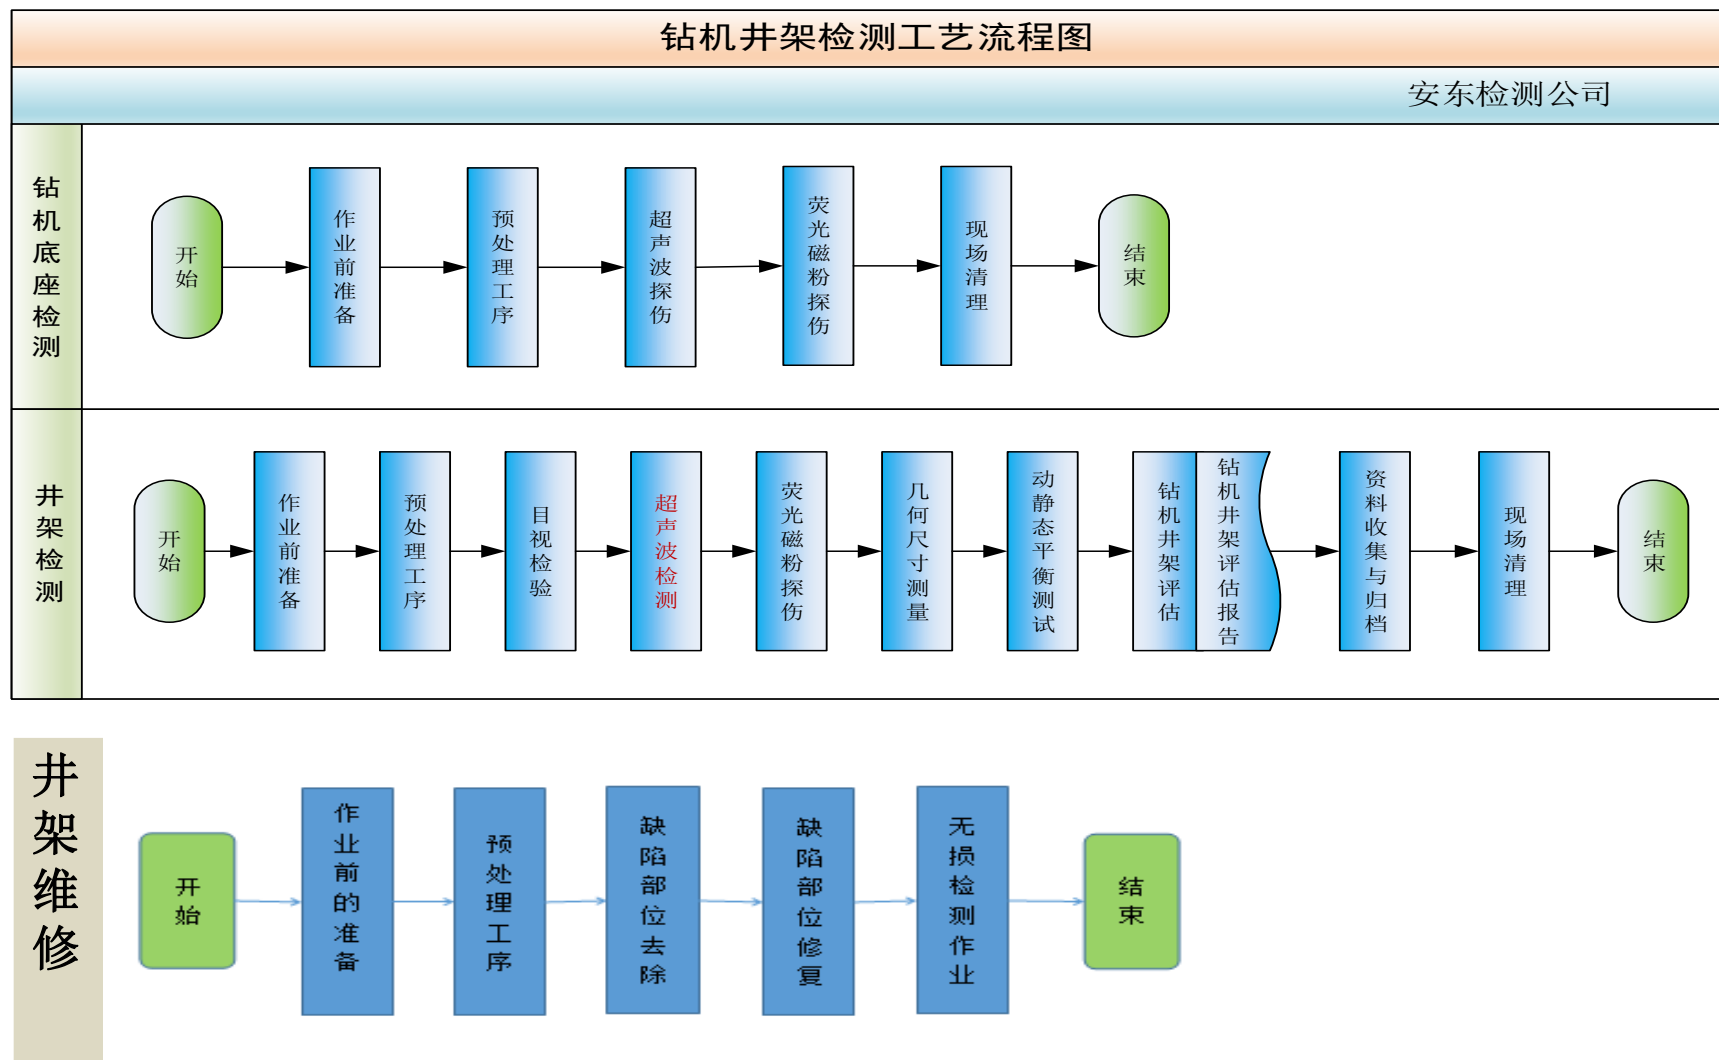 钻机井架检测工艺流程图
安东检测公司
钻机底座检测
开始
作业前准备
预处理工序
超声波探伤
荧光磁粉探伤
现场清理
结束
井架检测
开始
作业前准备
预处理工序
目视检验
超声波检测
荧光磁粉探伤
几何尺寸测量
动静态平衡测试
钻机井架评估
钻机井架评估报告
资料收集与归档
现场清理
结束
井架维修
开始
作业前的准备
预处理工序
缺陷部位去除
缺陷部位修复
无损检测作业
结束